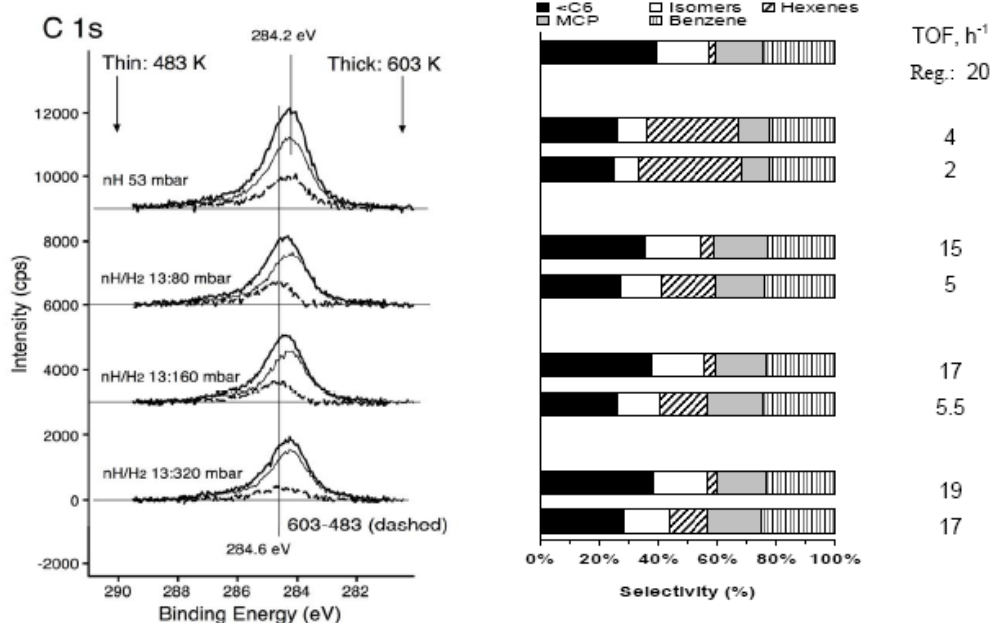 C 1s
284.2 eV
Thin: 483 K
Thick: 603 K
12000
10000
8000
6000
4000
2000
0
-2000
Intensity (cps)
nH 53 mbar
nH/H2 13:80 mbar
nH/H2 13:160 mbar
nH/H2 13:320 mbar
603-483 (dashed)
284.6 eV
290 288 286 284 282
Binding Energy (eV)
<C6 Isomers Hexenes
MCP Benzene
TOF, h-1
Reg.: 20
4
2
15
5
17
5.5
19
17
0% 20% 40% 60% 80% 100%
Selectivity (%)